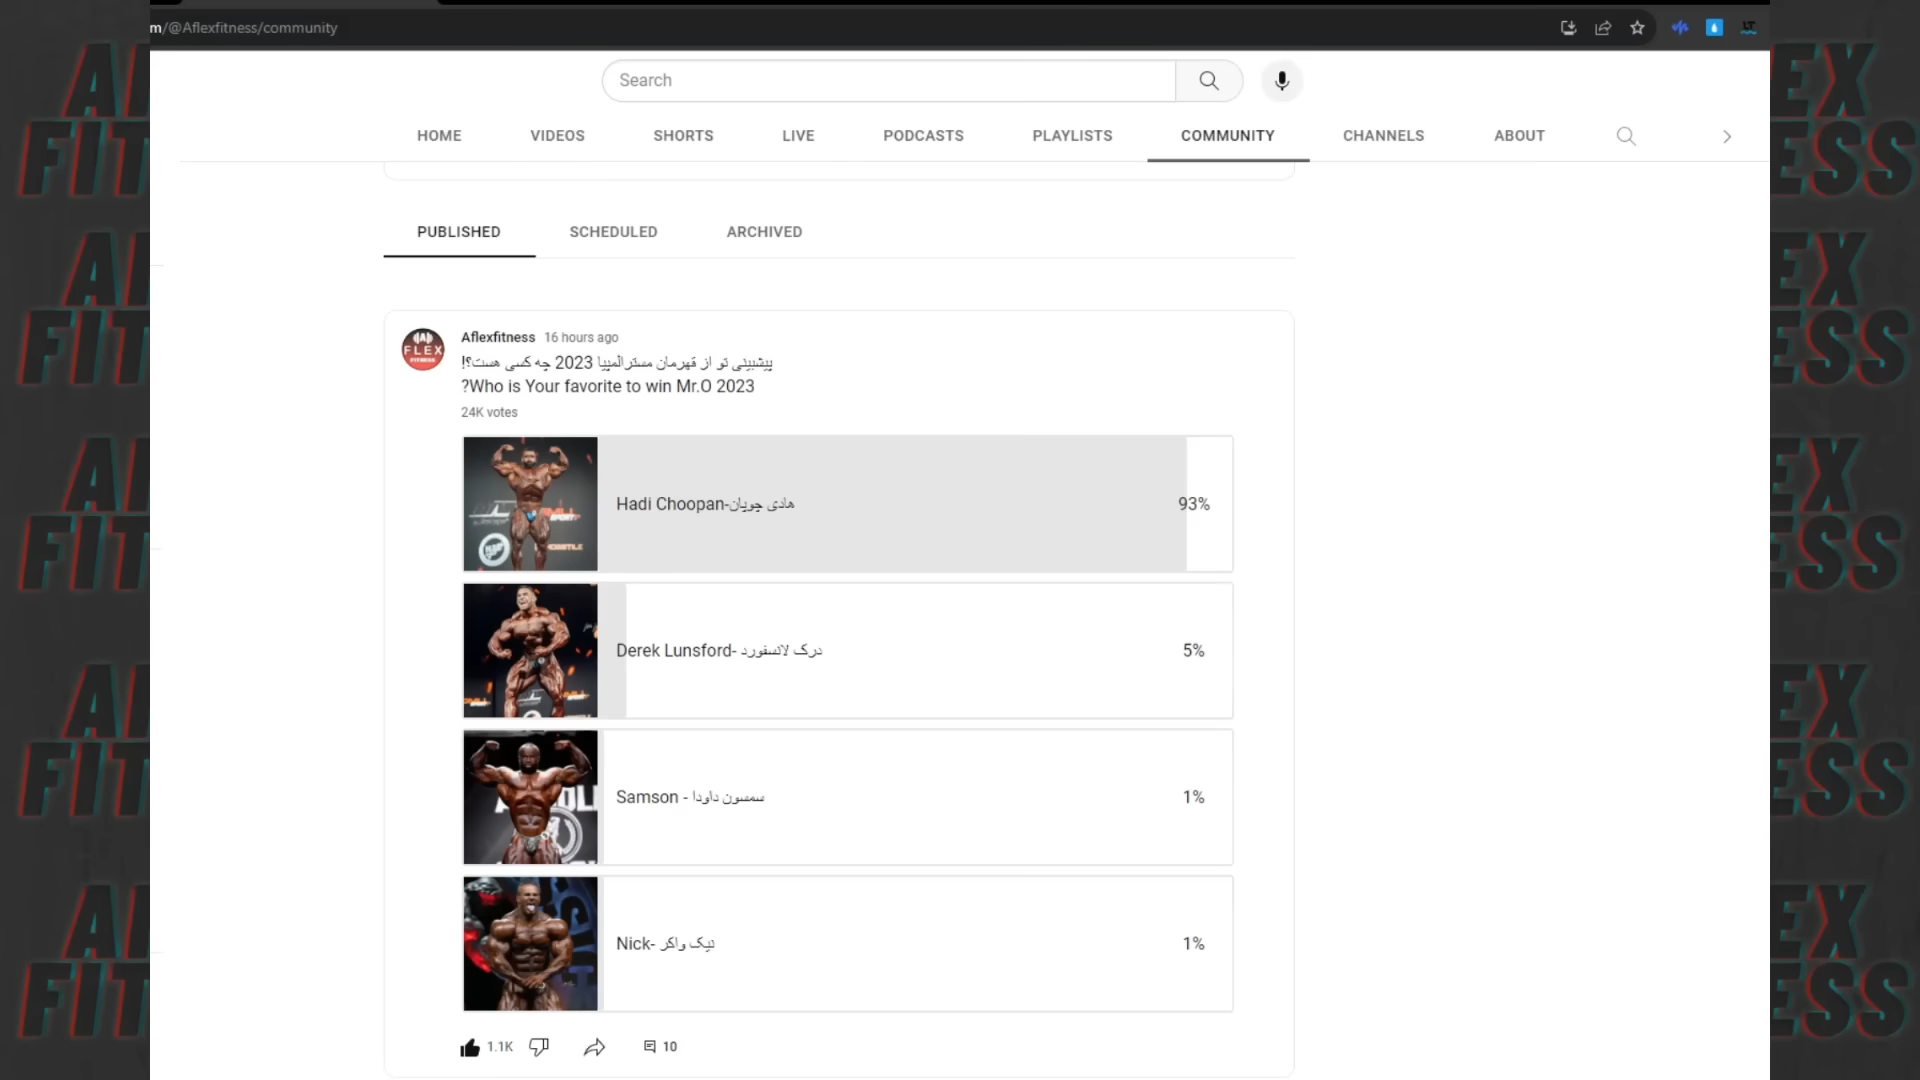 m/@Aflexfitness/community
Search
HOME VIDEOS SHORTS LIVE PODCASTS PLAYLISTS COMMUNITY CHANNELS ABOUT
PUBLISHED SCHEDULED ARCHIVED
Aflexfitness 16 hours ago
پیشبینی تو از قهرمان مسترالمپیا 2023 چه کسی هست؟!
?Who is Your favorite to win Mr.O 2023
24K votes
Hadi Choopan-هادی چوپان 93%
Derek Lunsford- درک لانسفورد 5%
Samson - سمسون داودا 1%
Nick- نیک واکر 1%
1.1K 10
FLEX
FITNESS